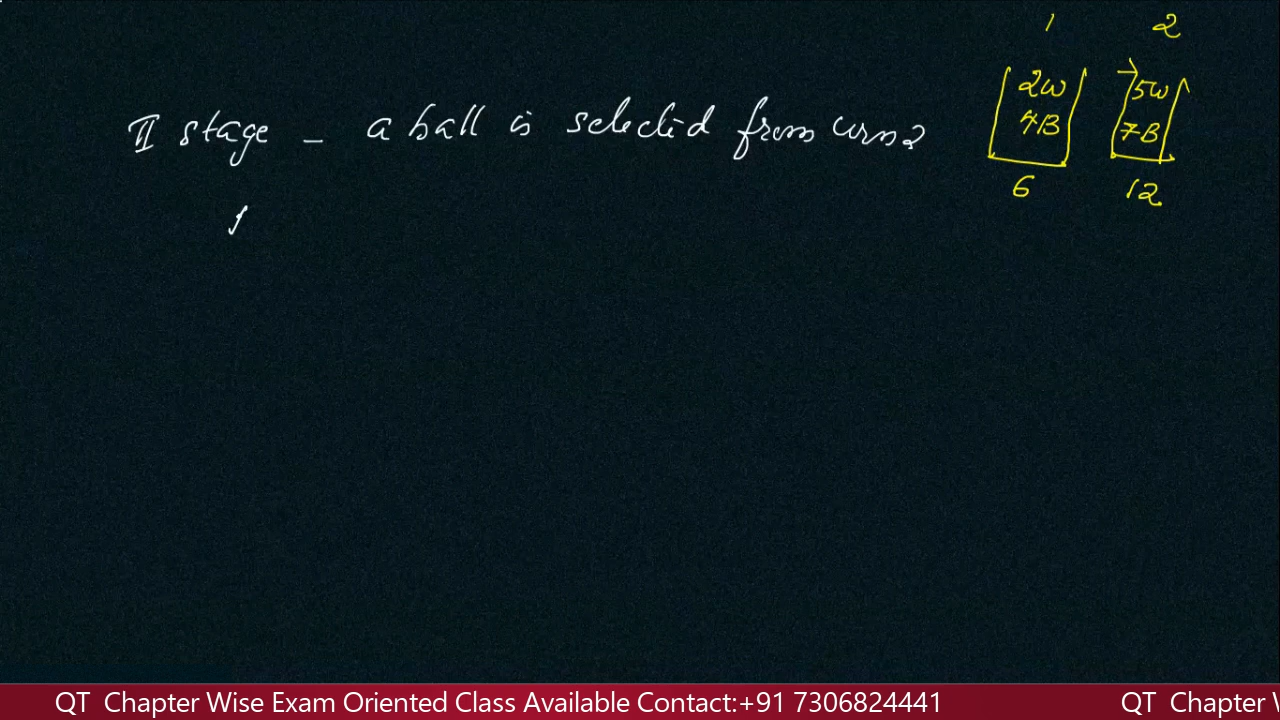 1 2
II stage - a ball is selected from urn 2
2W 5W
4B 7B
6 12
QT Chapter Wise Exam Oriented Class Available Contact:+91 7306824441 QT Chapter